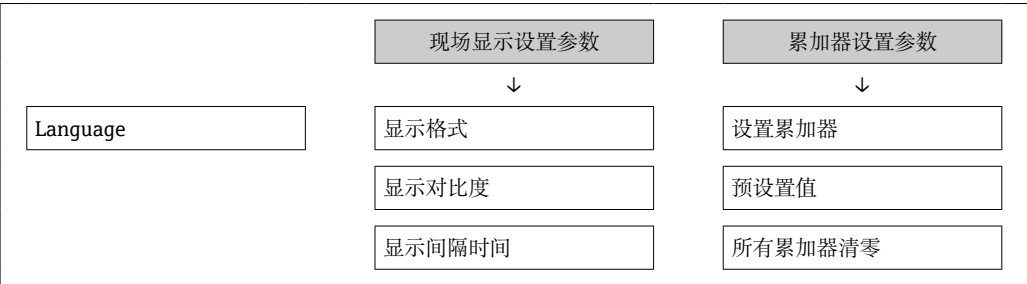 现场显示设置参数
累加器设置参数
↓
↓
Language
显示格式
设置累加器
显示对比度
预设置值
显示间隔时间
所有累加器清零